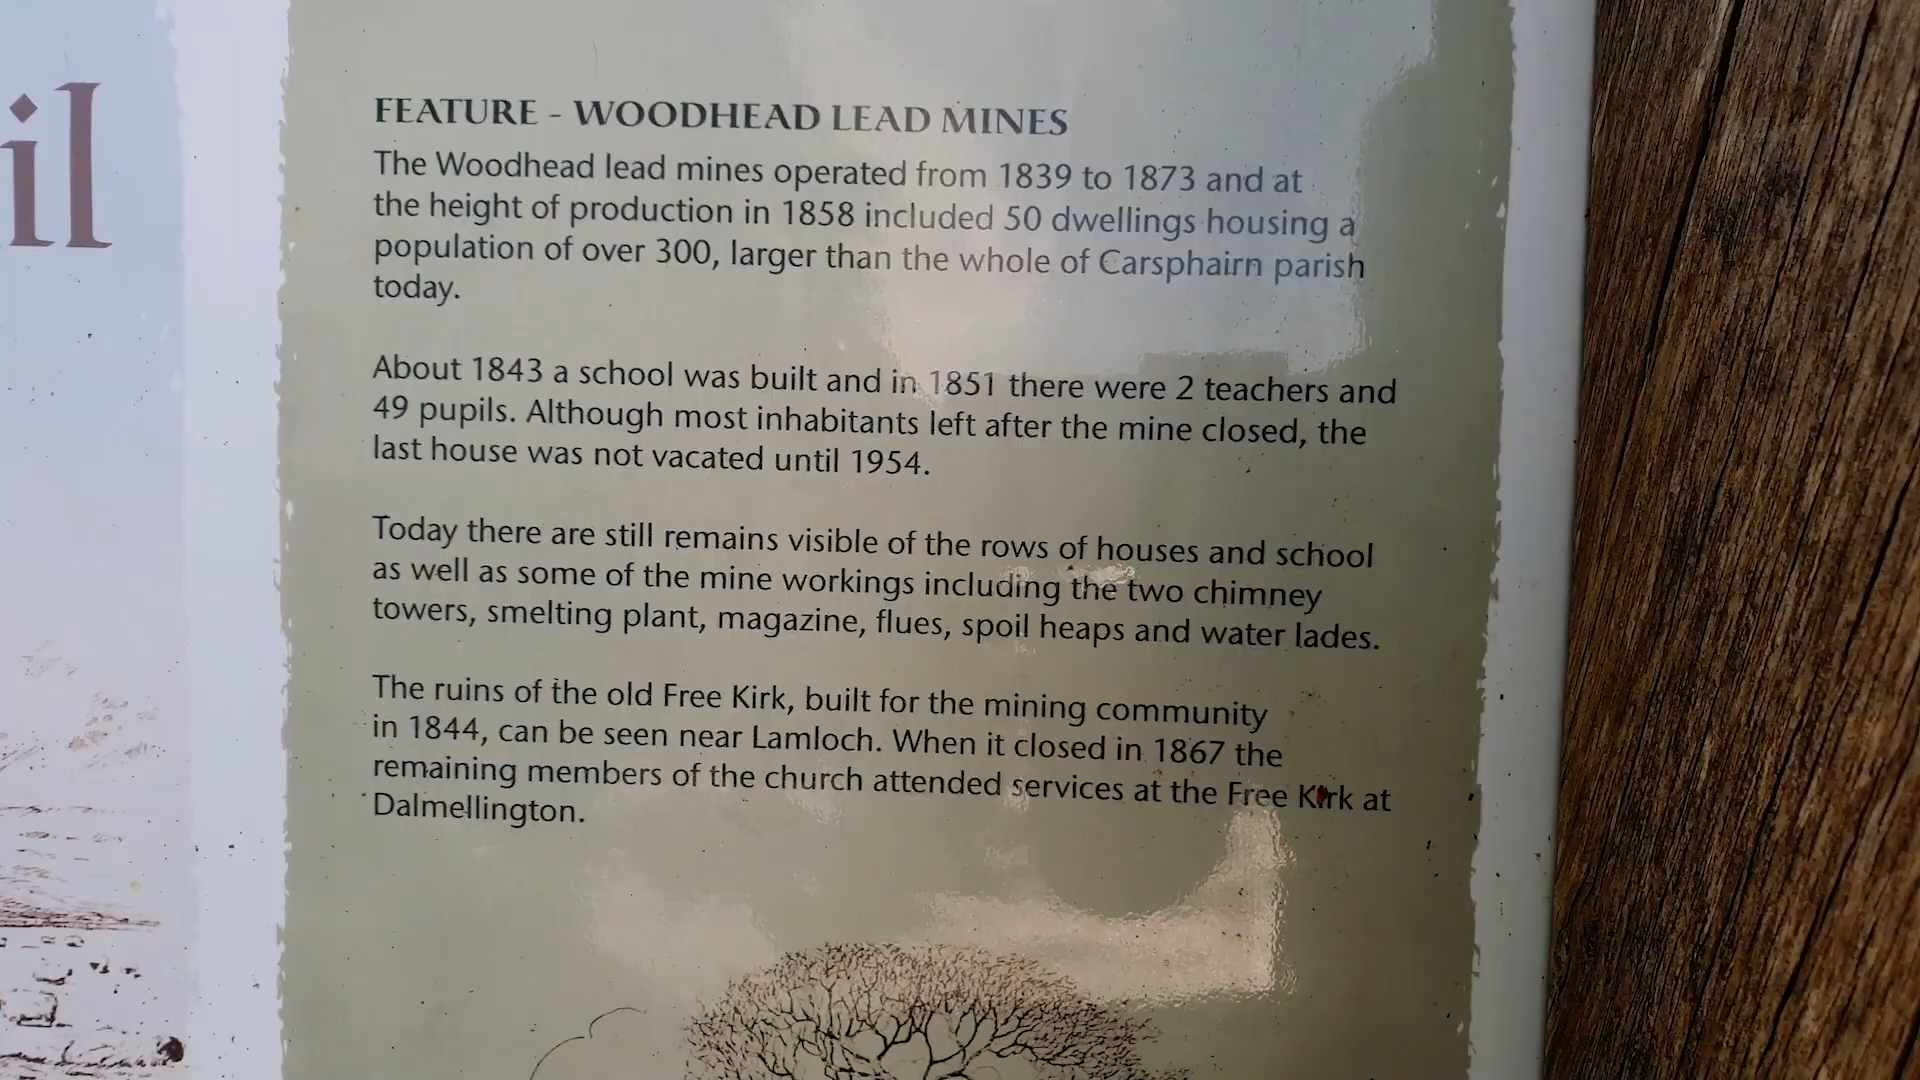 il
FEATURE - WOODHEAD LEAD MINES
The Woodhead lead mines operated from 1839 to 1873 and at
the height of production in 1858 included 50 dwellings housing a
population of over 300, larger than the whole of Carsphairn parish
today.
About 1843 a school was built and in 1851 there were 2 teachers and
49 pupils. Although most inhabitants left after the mine closed, the
last house was not vacated until 1954.
Today there are still remains visible of the rows of houses and school
as well as some of the mine workings including the two chimney
towers, smelting plant, magazine, flues, spoil heaps and water lades.
The ruins of the old Free Kirk, built for the mining community
in 1844, can be seen near Lamloch. When it closed in 1867 the
remaining members of the church attended services at the Free Kirk at
Dalmellington.